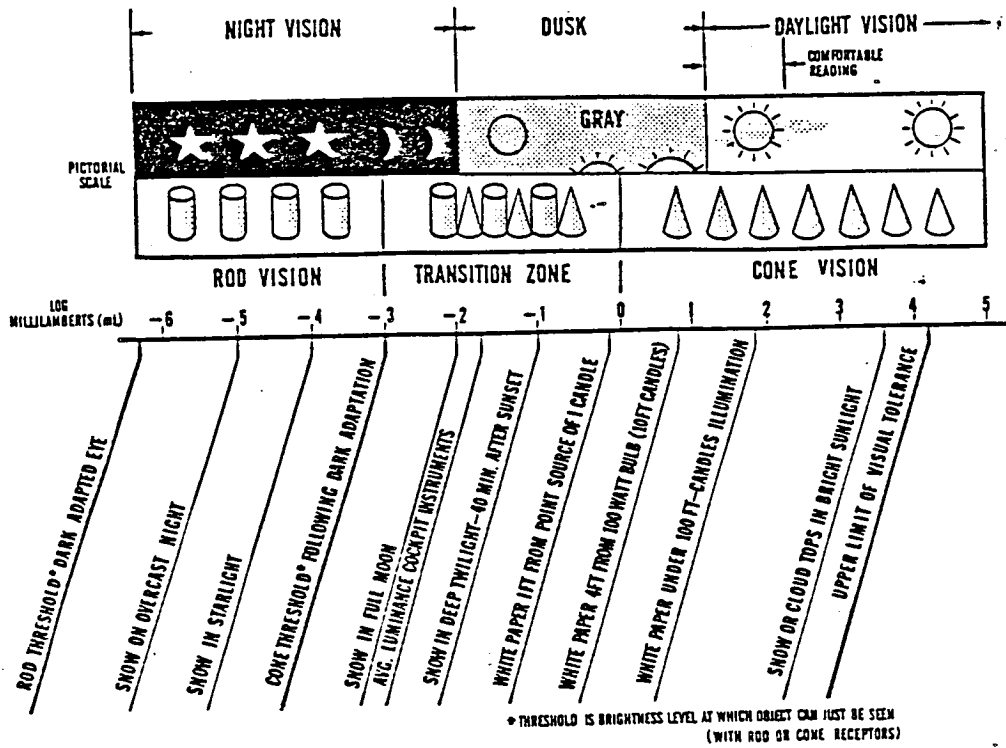 NIGHT VISION
DUSK
DAYLIGHT VISION
COMFORTABLE
READING
GRAY
PICTORIAL
SCALE
ROD VISION
TRANSITION ZONE
CONE VISION
LOG
MILLILAMBERTS (mL)
-6
-5
-4
-3
-2
-1
0
1
2
3
4
5
ROD THRESHOLD* DARK ADAPTED EYE
SNOW ON OVERCAST NIGHT
SNOW IN STARLIGHT
CONE THRESHOLD* FOLLOWING DARK ADAPTATION
SNOW IN FULL MOON
AVG. LUMINANCE COCKPIT INSTRUMENTS
SNOW IN DEEP TWILIGHT-40 MIN. AFTER SUNSET
WHITE PAPER 1 FT FROM POINT SOURCE OF 1 CANDLE
WHITE PAPER 4FT FROM 100 WATT BULB (10FT CANDLES)
WHITE PAPER UNDER 100 FT-CANDLES ILLUMINATION
SNOW OR CLOUD TOPS IN BRIGHT SUNLIGHT
UPPER LIMIT OF VISUAL TOLERANCE
* THRESHOLD IS BRIGHTNESS LEVEL AT WHICH OBJECT CAN JUST BE SEEN
(WITH ROD OR CONE RECEPTORS)